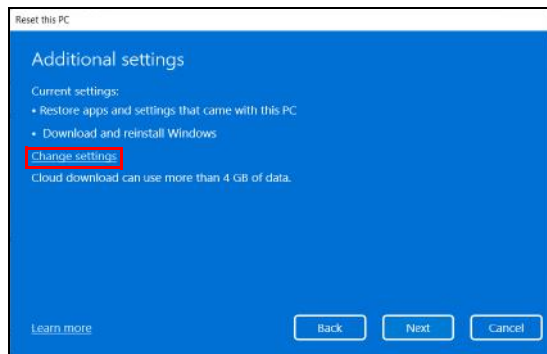 Reset this PC
Additional settings
Current settings:
• Restore apps and settings that came with this PC
• Download and reinstall Windows
Change settings
Cloud download can use more than 4 GB of data.
Learn more
Back
Next
Cancel